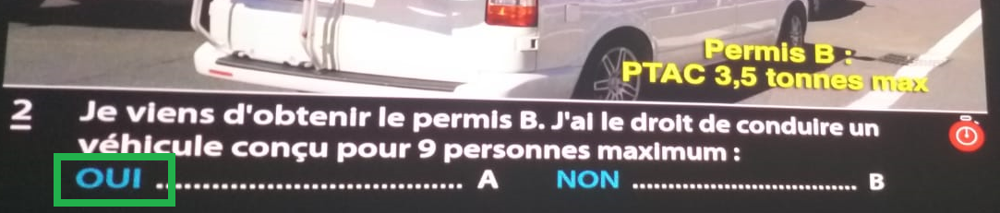 Permis B :
PTAC 3,5 tonnes max
2 Je viens d'obtenir le permis B. J'ai le droit de conduire un
véhicule conçu pour 9 personnes maximum :
OUI ................................ A NON ................................ B